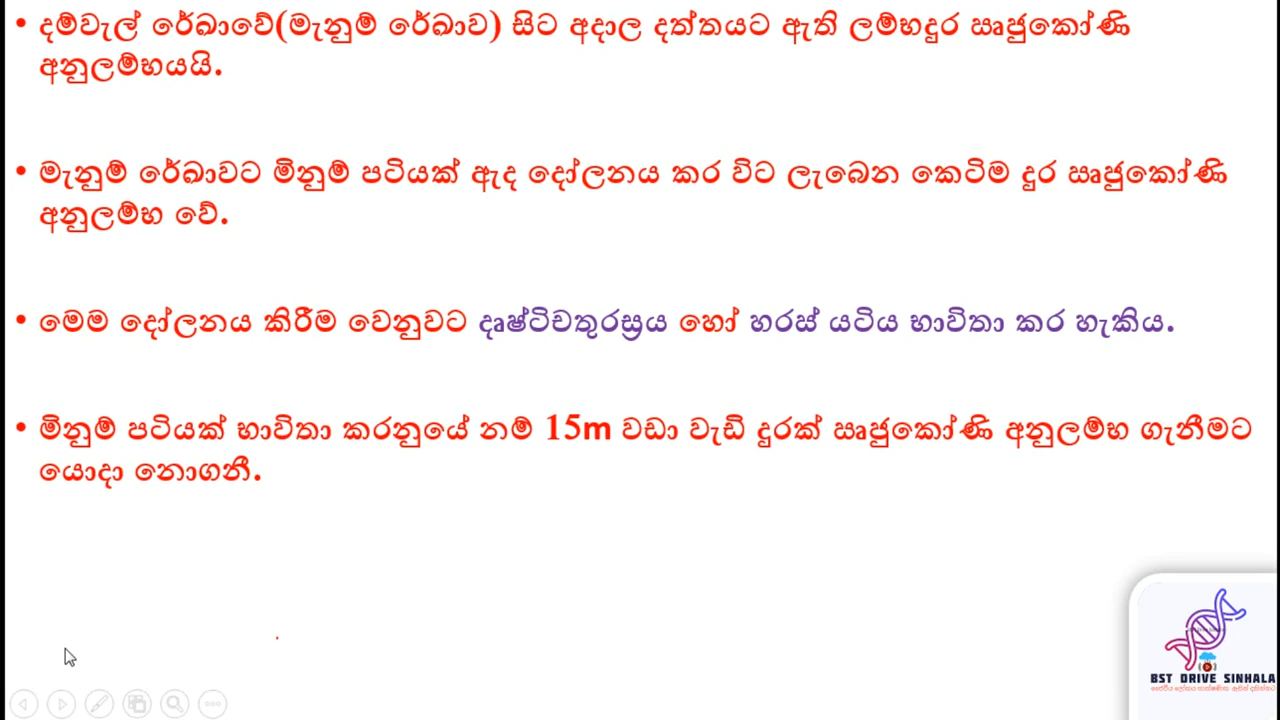 • දම්වැල් රේඛාවේ(මැනුම් රේඛාව) සිට අදාල දත්තයට ඇති ලම්භදුර සෘජුකෝණි
අනුලම්භයයි.
• මැනුම් රේඛාවට මිනුම් පටියක් ඇද දෝලනය කර විට ලැබෙන කෙටිම දුර සෘජුකෝණි
අනුලම්භ වේ.
• මෙම දෝලනය කිරීම වෙනුවට දෘෂ්ටිචතුරස්‍රය හෝ හරස් යටිය භාවිතා කර හැකිය.
• මිනුම් පටියක් භාවිතා කරනුයේ නම් 15m වඩා වැඩි දුරක් සෘජුකෝණි අනුලම්භ ගැනීමට
යොදා නොගනී.
BST DRIVE SINHALA